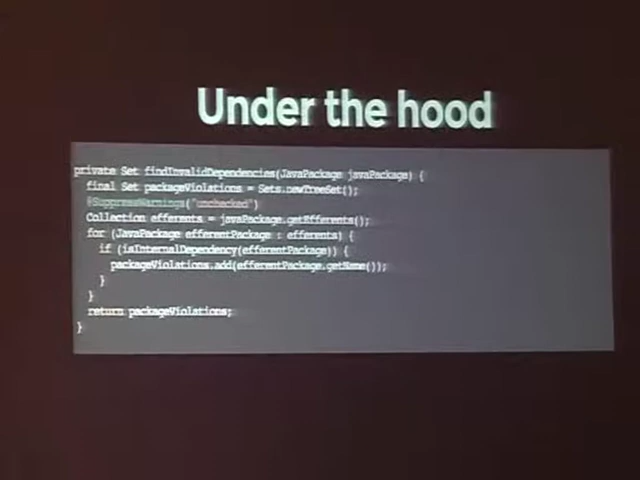 Under the hood
private Set findInvalidDependencies(JavaPackage javaPackage) {
final Set packageViolations = Sets.newTreeSet();
@SuppressWarnings("unchecked")
Collection efferents = javaPackage.getEfferents();
for (JavaPackage efferentPackage : efferents) {
if (isInternalDependency(efferentPackage)) {
packageViolations.add(efferentPackage.getName());
}
}
return packageViolations;
}